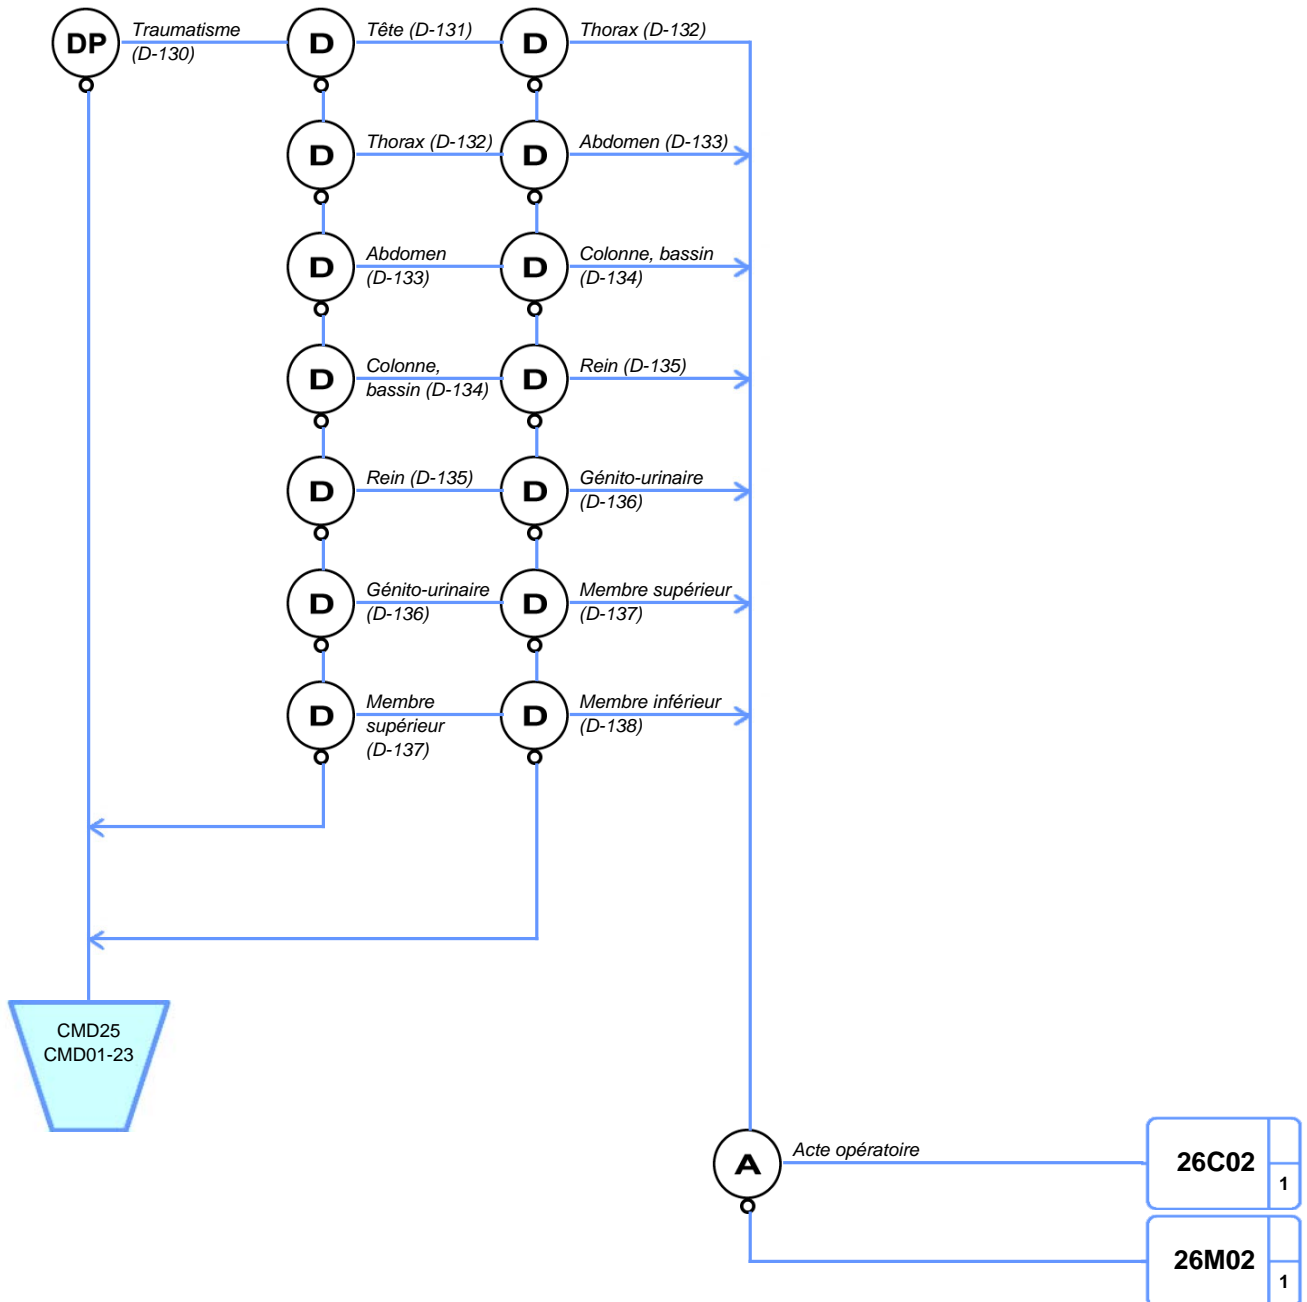 DP
Traumatisme
(D-130)
D
Tête (D-131)
D
Thorax (D-132)
D
Thorax (D-132)
D
Abdomen (D-133)
D
Abdomen
(D-133)
D
Colonne, bassin
(D-134)
D
Colonne,
bassin (D-134)
D
Rein (D-135)
D
Rein (D-135)
D
Génito-urinaire
(D-136)
D
Génito-urinaire
(D-136)
D
Membre supérieur
(D-137)
D
Membre
supérieur
(D-137)
D
Membre inférieur
(D-138)
CMD25
CMD01-23
A
Acte opératoire
26C02
1
26M02
1